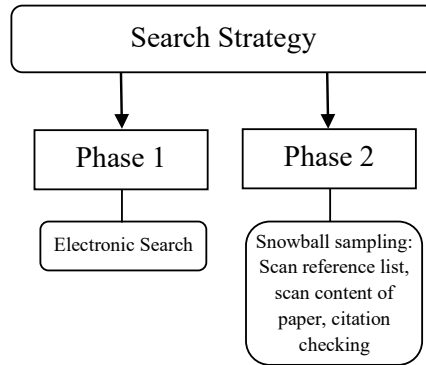 Search Strategy
Phase 1
Phase 2
Electronic Search
Snowball sampling:
Scan reference list,
scan content of
paper, citation
checking